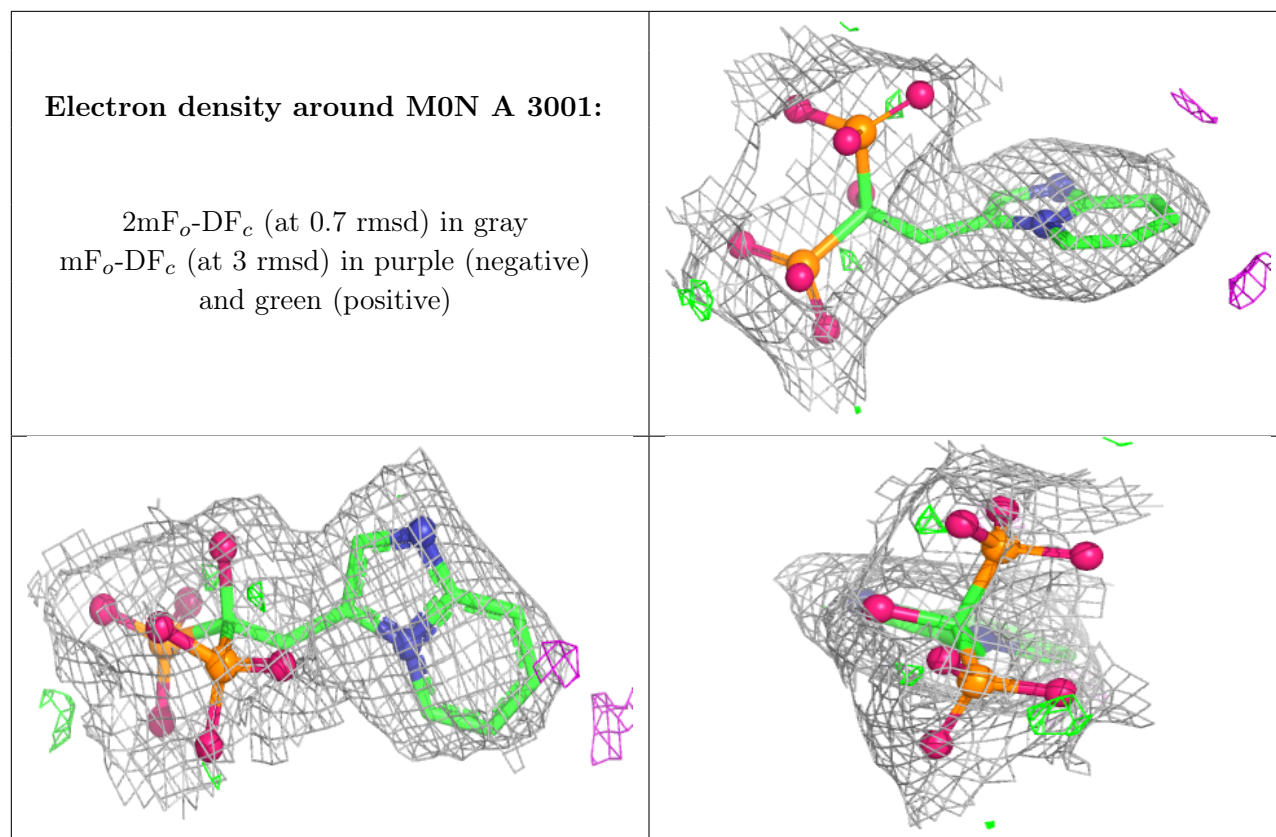 Electron density around M0N A 3001:
2mFo-DFc (at 0.7 rmsd) in gray
mFo-DFc (at 3 rmsd) in purple (negative)
and green (positive)